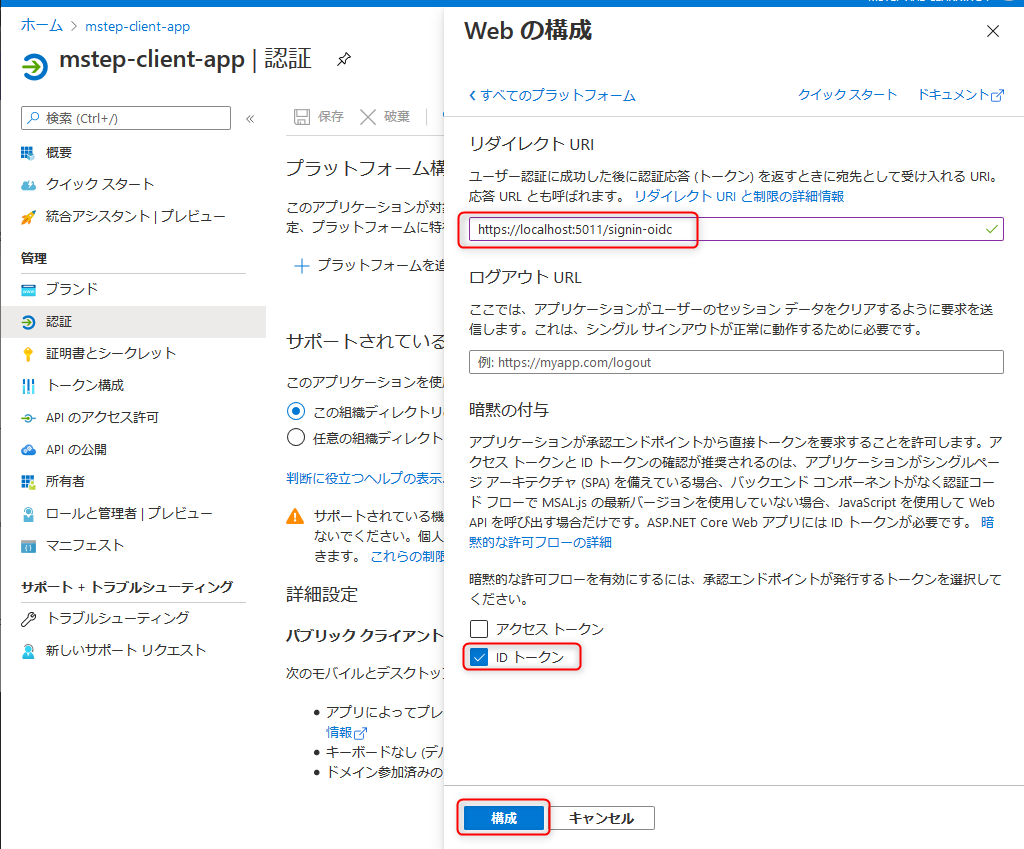 ホーム > mstep-client-app
mstep-client-app | 認証
検索 (Ctrl+/)
«
概要
クイック スタート
統合アシスタント | プレビュー
管理
ブランド
認証
証明書とシークレット
トークン構成
API のアクセス許可
API の公開
所有者
ロールと管理者 | プレビュー
マニフェスト
サポート + トラブルシューティング
トラブルシューティング
新しいサポート リクエスト
保存
破棄
プラットフォーム構
このアプリケーションが対
定、プラットフォームに特
プラットフォームを追
サポートされている
このアプリケーションを使
この組織ディレクトリ
任意の組織ディレクト
判断に役立つヘルプの表示
サポートされている機
ないでください。個人
きます。 これらの制限
詳細設定
パブリック クライアント
次のモバイルとデスクトップ
• アプリによってプレ
情報
• キーボードなし (デバ
• ドメイン参加済みの
Web の構成
すべてのプラットフォーム
クイック スタート
ドキュメント
リダイレクト URI
ユーザー認証に成功した後に認証応答 (トークン) を返すときに宛先として受け入れる URI。
応答 URL とも呼ばれます。 リダイレクト URI と制限の詳細情報
https://localhost:5011/signin-oidc
ログアウト URL
ここでは、アプリケーションがユーザーのセッション データをクリアするように要求を送
信します。これは、シングル サインアウトが正常に動作するために必要です。
例: https://myapp.com/logout
暗黙の付与
アプリケーションが承認エンドポイントから直接トークンを要求することを許可します。ア
クセス トークンと ID トークンの確認が推奨されるのは、アプリケーションがシングルペー
ジ アーキテクチャ (SPA) を備えている場合、バックエンド コンポーネントがなく認証コー
ド フローで MSAL.js の最新バージョンを使用していない場合、JavaScript を使用して Web
API を呼び出す場合だけです。ASP.NET Core Web アプリには ID トークンが必要です。 暗
黙的な許可フローの詳細
暗黙的な許可フローを有効にするには、承認エンドポイントが発行するトークンを選択して
ください。
アクセス トークン
ID トークン
構成
キャンセル